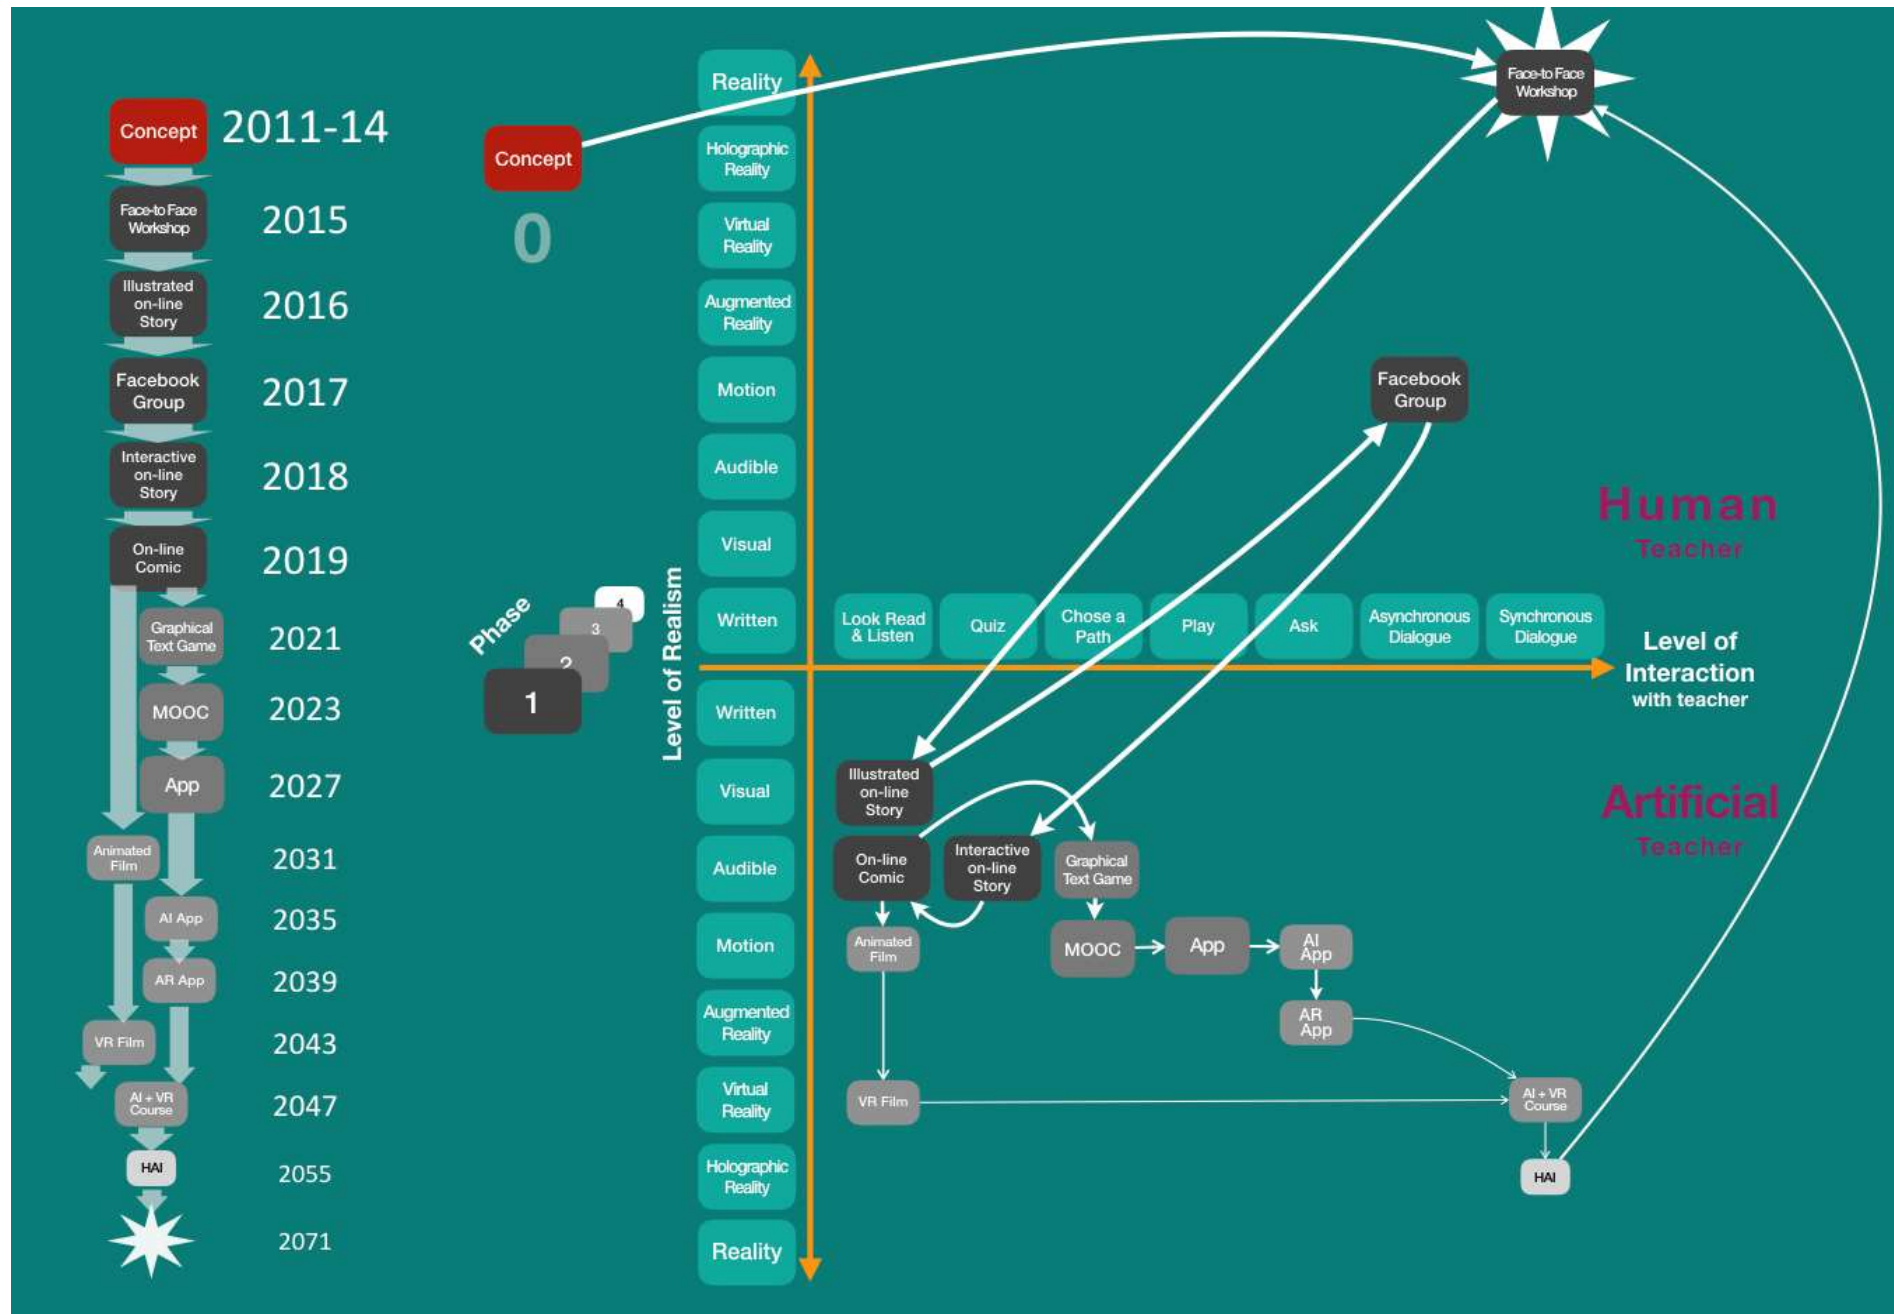 Concept
2011-14
Face-to Face
Workshop
2015
Illustrated
on-line
Story
2016
Facebook
Group
2017
Interactive
on-line
Story
2018
On-line
Comic
2019
Graphical
Text Game
2021
MOOC
2023
App
2027
Animated
Film
2031
AI App
2035
AR App
2039
VR Film
2043
AI + VR
Course
2047
HAI
2055
2071
Concept
0
Phase
4
3
2
1
Level of Realism
Reality
Holographic
Reality
Virtual
Reality
Augmented
Reality
Motion
Audible
Visual
Written
Written
Visual
Audible
Motion
Augmented
Reality
Virtual
Reality
Holographic
Reality
Reality
Look Read
& Listen
Quiz
Chose a
Path
Play
Ask
Asynchronous
Dialogue
Synchronous
Dialogue
Level of
Interaction
with teacher
Face-to Face
Workshop
Facebook
Group
Human
Teacher
Artificial
Teacher
Illustrated
on-line
Story
On-line
Comic
Interactive
on-line
Story
Graphical
Text Game
Animated
Film
MOOC
App
AI
App
AR
App
VR Film
AI + VR
Course
HAI